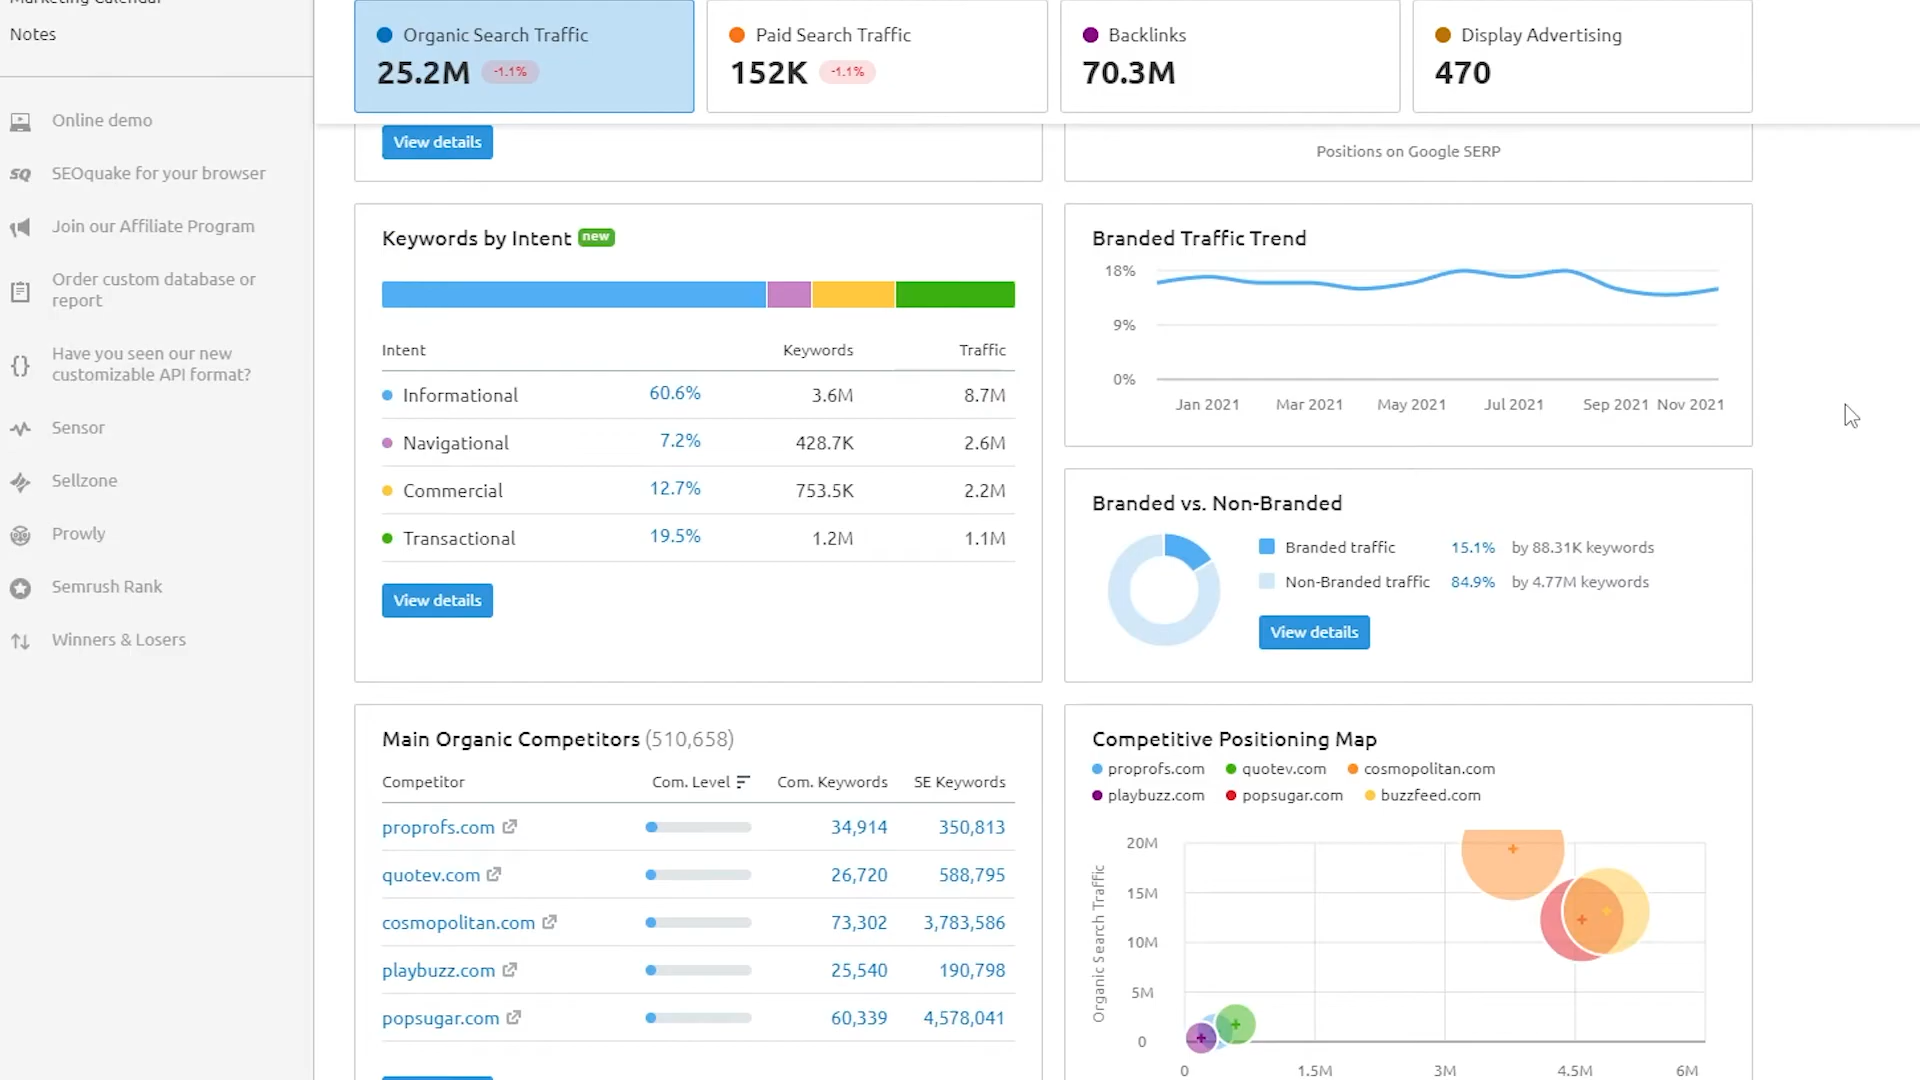 Marketing Calendar
Notes
Online demo
SEOquake for your browser
Join our Affiliate Program
Order custom database or
report
Have you seen our new
customizable API format?
Sensor
Sellzone
Prowly
Semrush Rank
Winners & Losers
Organic Search Traffic
25.2M -1.1%
Paid Search Traffic
152K -1.1%
Backlinks
70.3M
Display Advertising
470
View details
Positions on Google SERP
Keywords by Intent new
Intent Keywords Traffic
Informational 60.6% 3.6M 8.7M
Navigational 7.2% 428.7K 2.6M
Commercial 12.7% 753.5K 2.2M
Transactional 19.5% 1.2M 1.1M
View details
Branded Traffic Trend
18%
9%
0%
Jan 2021 Mar 2021 May 2021 Jul 2021 Sep 2021 Nov 2021
Branded vs. Non-Branded
Branded traffic 15.1% by 88.31K keywords
Non-Branded traffic 84.9% by 4.77M keywords
View details
Main Organic Competitors (510,658)
Competitor Com. Level Com. Keywords SE Keywords
proprofs.com 34,914 350,813
quotev.com 26,720 588,795
cosmopolitan.com 73,302 3,783,586
playbuzz.com 25,540 190,798
popsugar.com 60,339 4,578,041
Competitive Positioning Map
proprofs.com quotev.com cosmopolitan.com
playbuzz.com popsugar.com buzzfeed.com
Organic Search Traffic
20M
15M
10M
5M
0
0 1.5M 3M 4.5M 6M